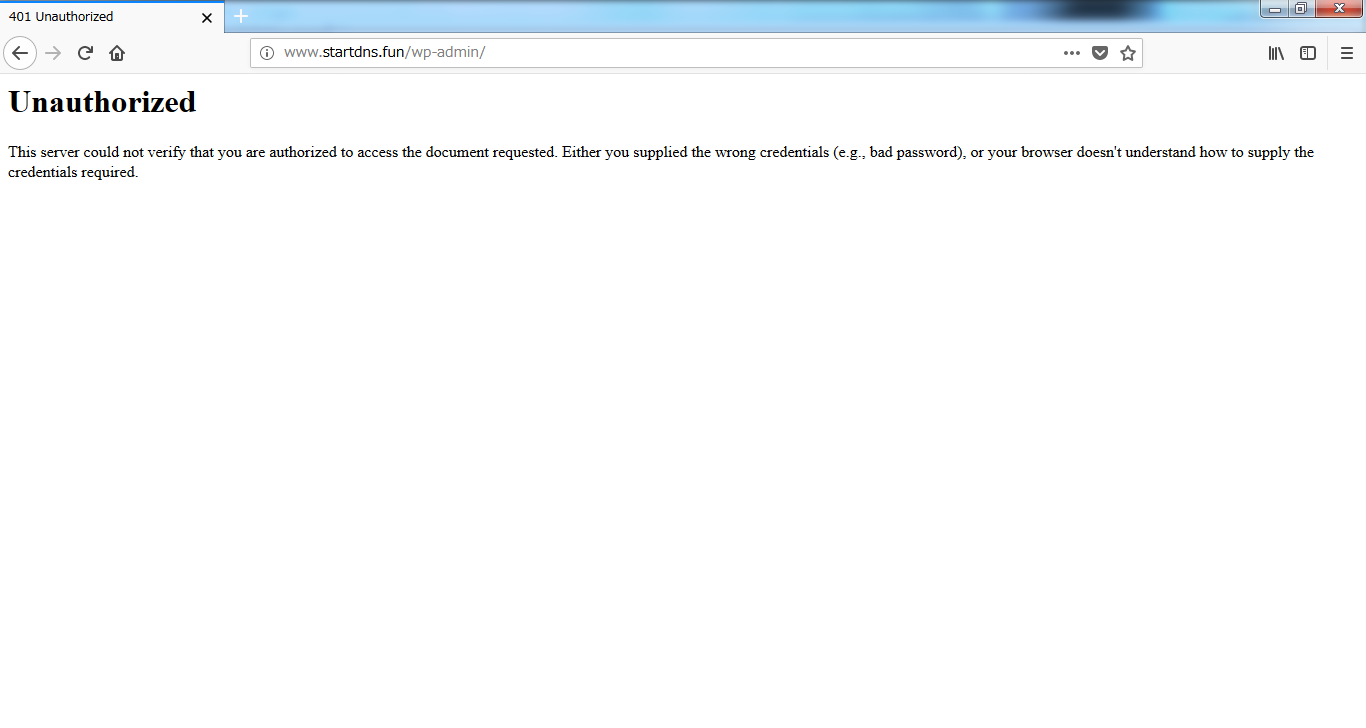 401 Unauthorized
www.startdns.fun/wp-admin/
Unauthorized
This server could not verify that you are authorized to access the document requested. Either you supplied the wrong credentials (e.g., bad password), or your browser doesn't understand how to supply the
credentials required.